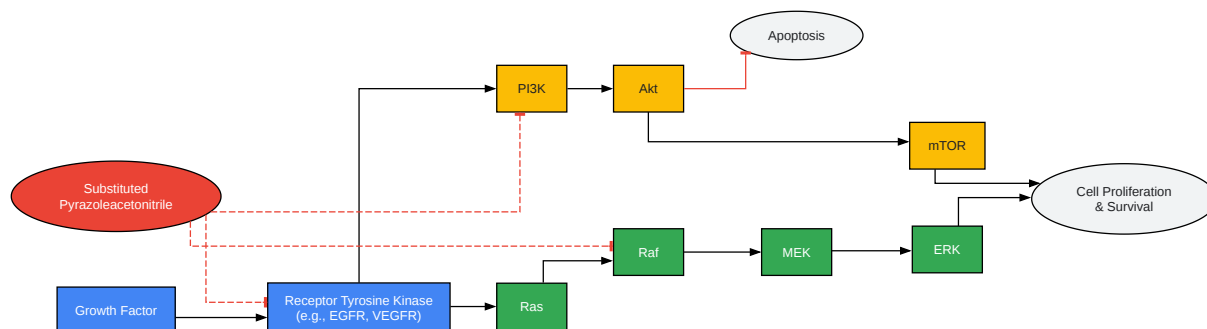 Apoptosis
PI3K
Akt
mTOR
Substituted
Pyrazoleacetonitrile
Cell Proliferation
& Survival
Raf
MEK
ERK
Growth Factor
Receptor Tyrosine Kinase
(e.g., EGFR, VEGFR)
Ras